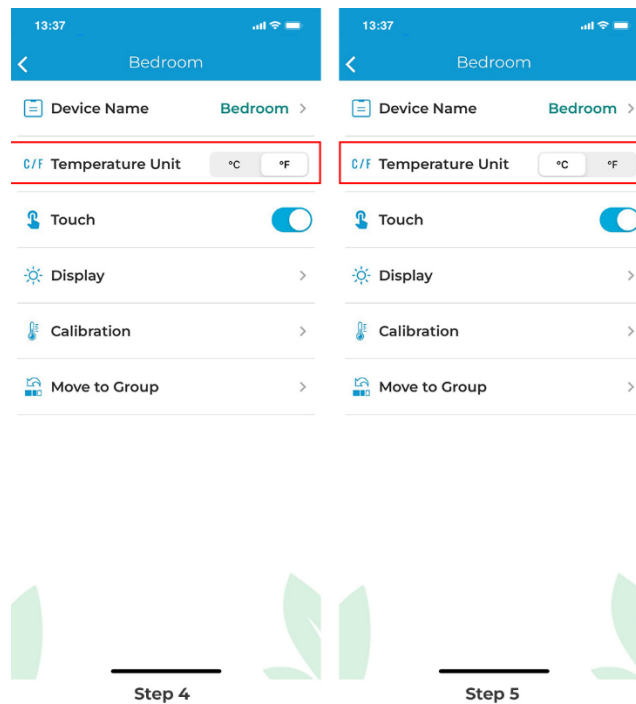 13:37
Bedroom
Device Name Bedroom
C/F Temperature Unit °C °F
Touch
Display
Calibration
Move to Group
Step 4
13:37
Bedroom
Device Name Bedroom
C/F Temperature Unit °C °F
Touch
Display
Calibration
Move to Group
Step 5